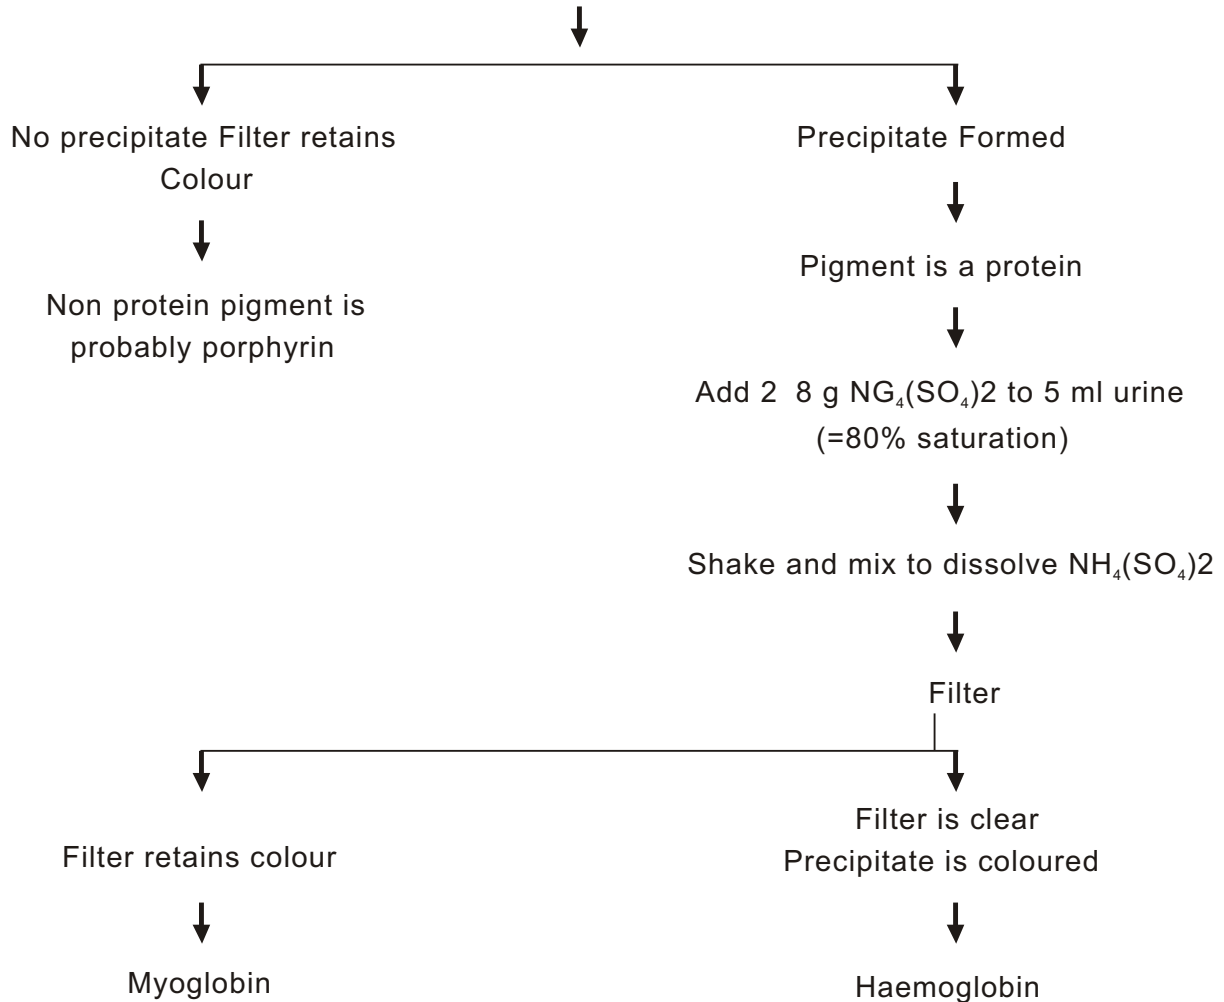 No precipitate Filter retains
Colour
Non protein pigment is
probably porphyrin
Precipitate Formed
Pigment is a protein
Add 2 8 g NG₄(SO₄)2 to 5 ml urine
(=80% saturation)
Shake and mix to dissolve NH₄(SO₄)2
Filter
Filter retains colour
Myoglobin
Filter is clear
Precipitate is coloured
Haemoglobin